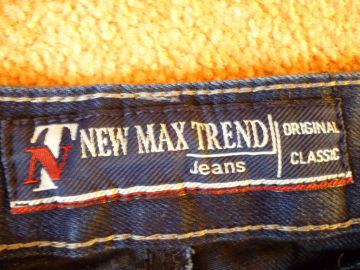 TN NEW MAX TREND
Jeans
ORIGINAL
CLASSIC